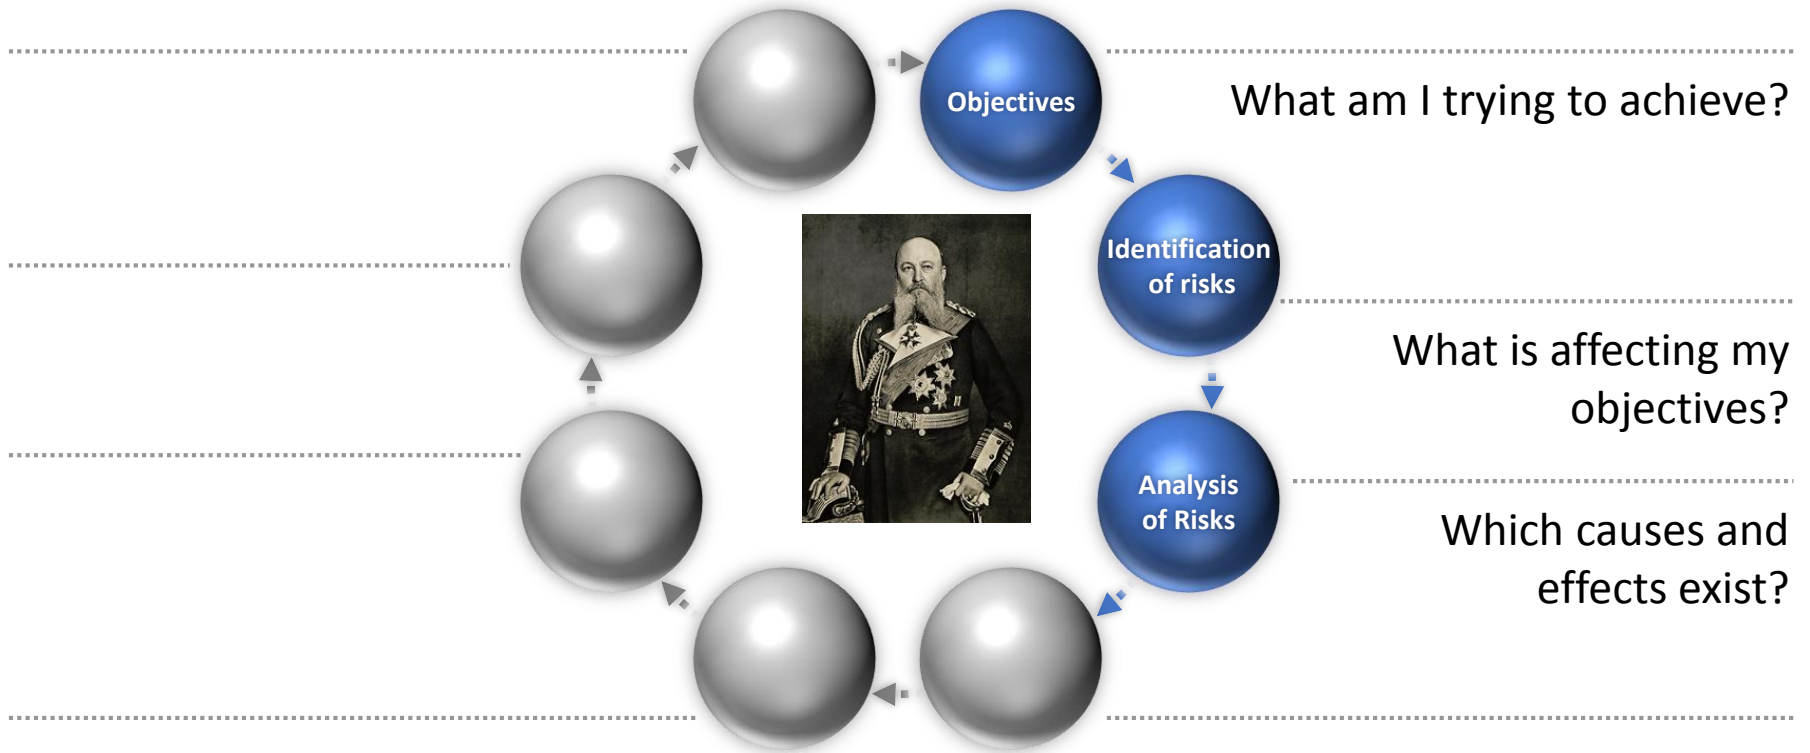 Objectives
What am I trying to achieve?
Identification
of risks
What is affecting my
objectives?
Analysis
of Risks
Which causes and
effects exist?